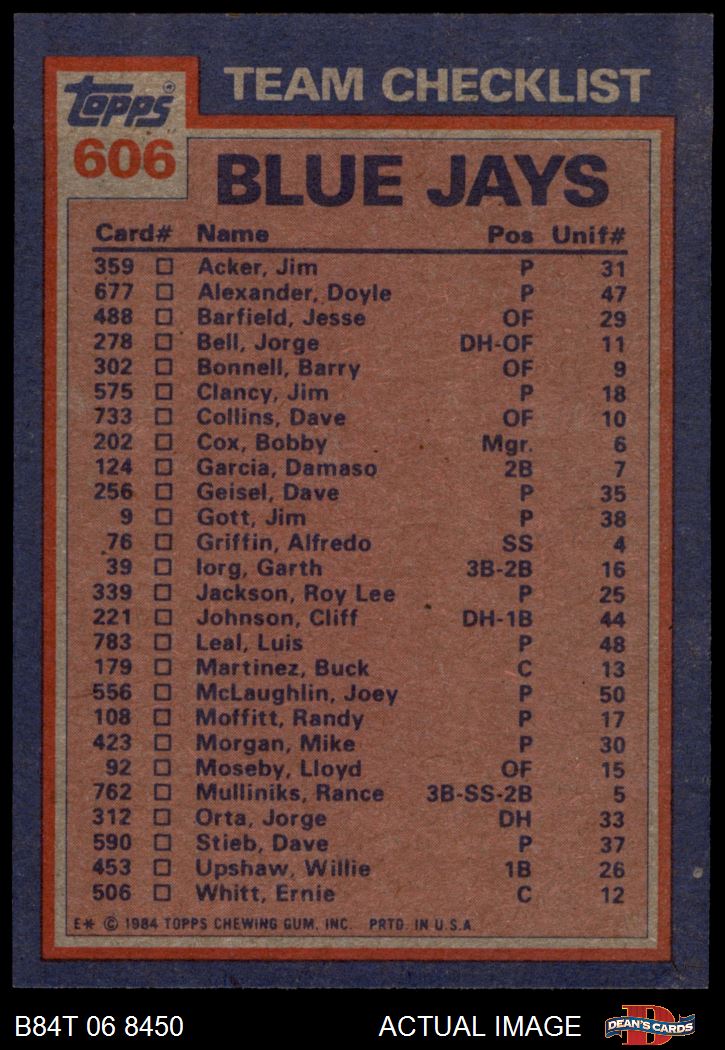 topps®
TEAM CHECKLIST
606
BLUE JAYS
Card# Name Pos Unif#
359 Acker, Jim P 31
677 Alexander, Doyle P 47
488 Barfield, Jesse OF 29
278 Bell, Jorge DH-OF 11
302 Bonnell, Barry OF 9
575 Clancy, Jim P 18
733 Collins, Dave OF 10
202 Cox, Bobby Mgr. 6
124 Garcia, Damaso 2B 7
256 Geisel, Dave P 35
9 Gott, Jim P 38
76 Griffin, Alfredo SS 4
39 Iorg, Garth 3B-2B 16
339 Jackson, Roy Lee P 25
221 Johnson, Cliff DH-1B 44
783 Leal, Luis P 48
179 Martinez, Buck C 13
556 McLaughlin, Joey P 50
108 Moffitt, Randy P 17
423 Morgan, Mike P 30
92 Moseby, Lloyd OF 15
762 Mulliniks, Rance 3B-SS-2B 5
312 Orta, Jorge DH 33
590 Stieb, Dave P 37
453 Upshaw, Willie 1B 26
506 Whitt, Ernie C 12
E* © 1984 TOPPS CHEWING GUM, INC. PRTD. IN U.S.A.
B84T 06 8450 ACTUAL IMAGE
D
DEAN'S CARDS